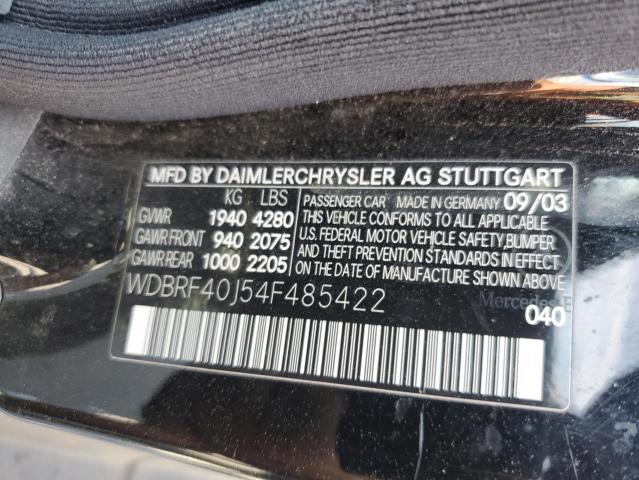 MFD BY DAIMLERCHRYSLER AG STUTTGART
KG LBS
GVWR 1940 4280
GAWR FRONT 940 2075
GAWR REAR 1000 2205
PASSENGER CAR MADE IN GERMANY 09/03
THIS VEHICLE CONFORMS TO ALL APPLICABLE
U.S. FEDERAL MOTOR VEHICLE SAFETY, BUMPER
AND THEFT PREVENTION STANDARDS IN EFFECT
ON THE DATE OF MANUFACTURE SHOWN ABOVE.
WDBRF40J54F485422
040